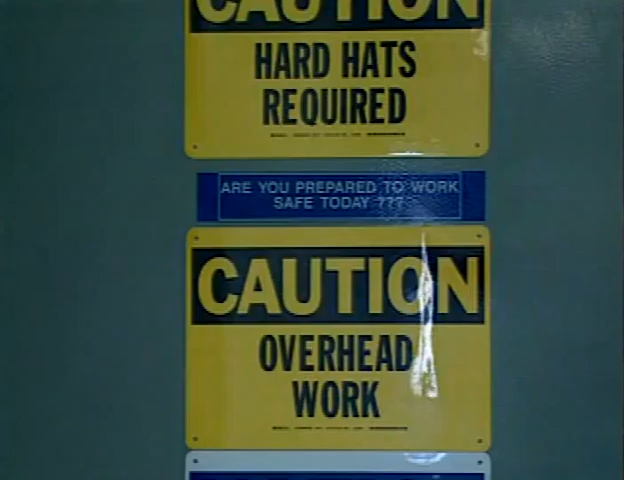 CAUTION
HARD HATS
REQUIRED
ARE YOU PREPARED TO WORK
SAFE TODAY ???
CAUTION
OVERHEAD
WORK